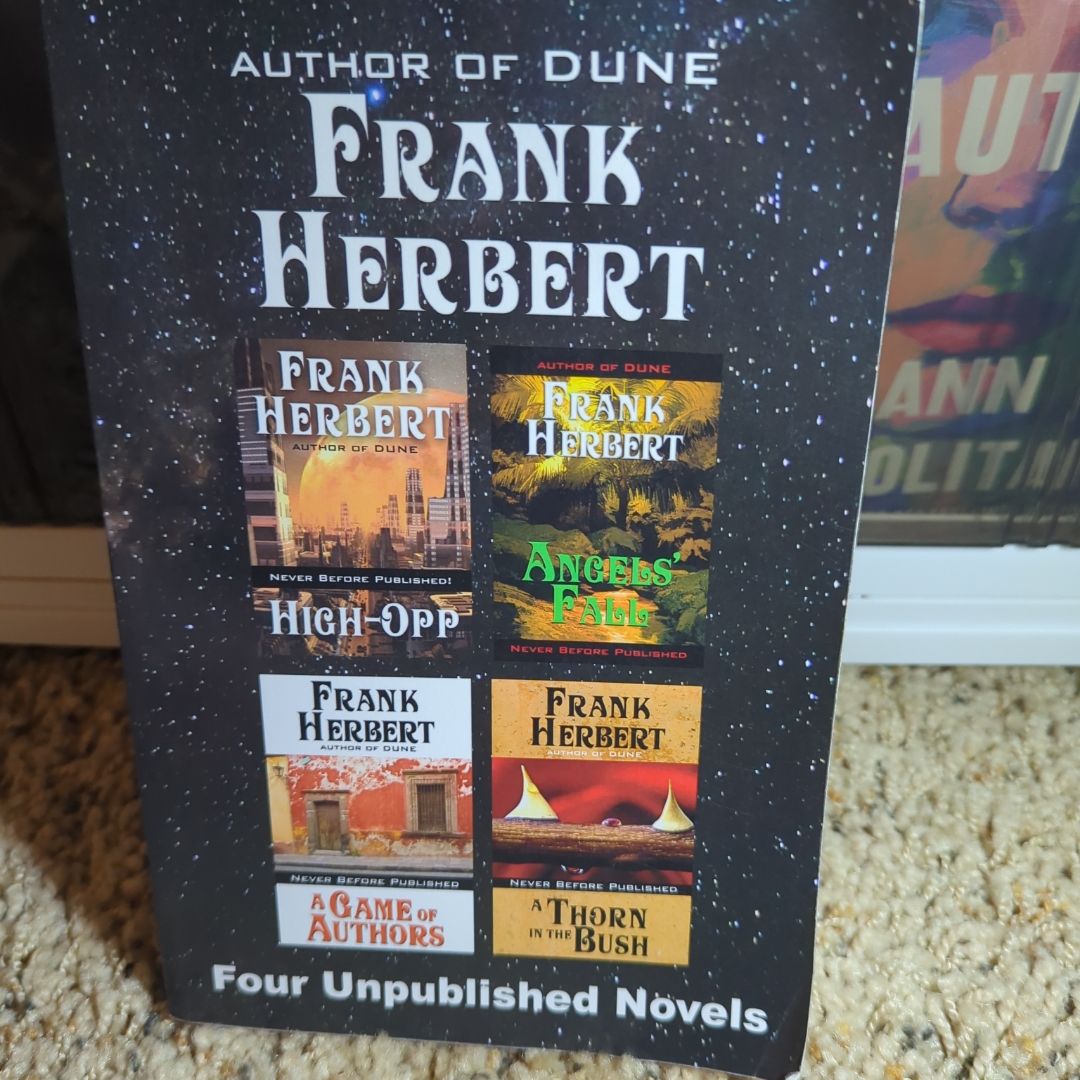 AUTHOR OF DUNE
FRANK
HERBERT
FRANK
HERBERT
AUTHOR OF DUNE
NEVER BEFORE PUBLISHED!
HIGH-OPP
AUTHOR OF DUNE
FRANK
HERBERT
ANGELS'
FALL
NEVER BEFORE PUBLISHED
FRANK
HERBERT
AUTHOR OF DUNE
NEVER BEFORE PUBLISHED
A GAME OF
AUTHORS
FRANK
HERBERT
AUTHOR OF DUNE
NEVER BEFORE PUBLISHED
A THORN
IN THE BUSH
Four Unpublished Novels
AUT
ANN
OLITA